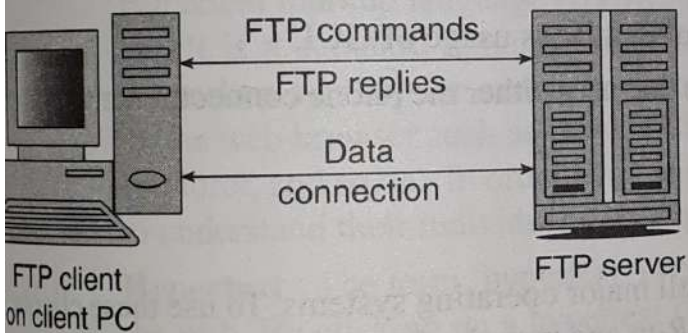 FTP commands
FTP replies
Data
connection
FTP client
on client PC
FTP server